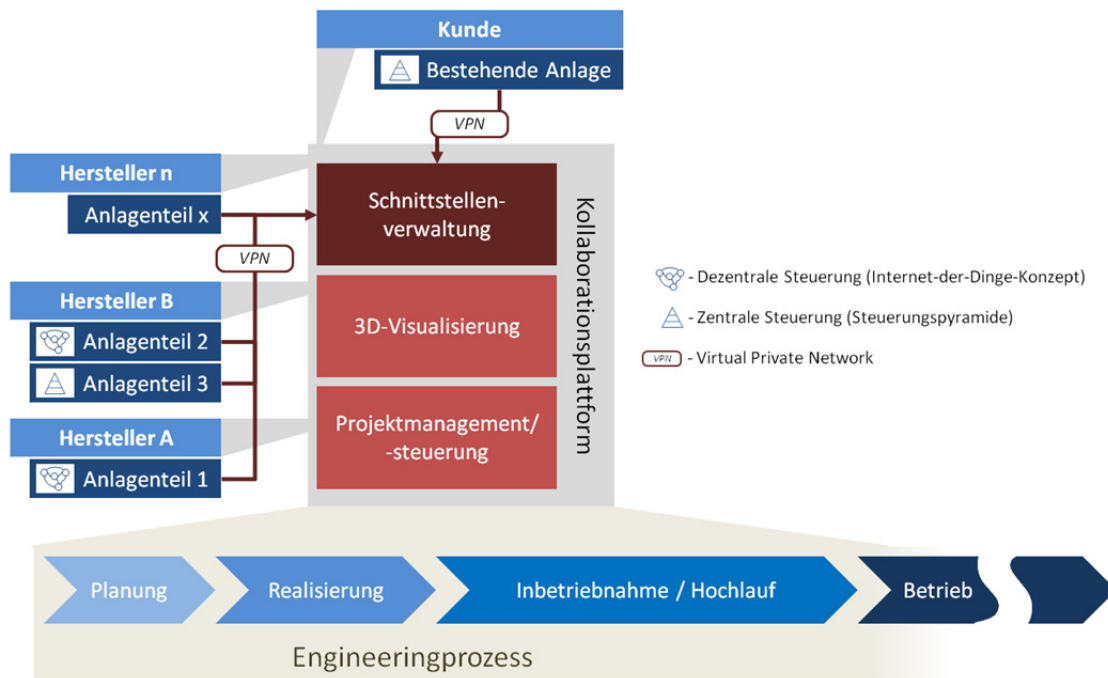 Kunde
Bestehende Anlage
VPN
Hersteller n
Anlagenteil x
VPN
Hersteller B
Anlagenteil 2
Anlagenteil 3
Hersteller A
Anlagenteil 1
Schnittstellen-
verwaltung
3D-Visualisierung
Projektmanagement/
-steuerung
Kollaborationsplattform
- Dezentrale Steuerung (Internet-der-Dinge-Konzept)
- Zentrale Steuerung (Steuerungspyramide)
VPN - Virtual Private Network
Planung
Realisierung
Inbetriebnahme / Hochlauf
Betrieb
Engineeringprozess